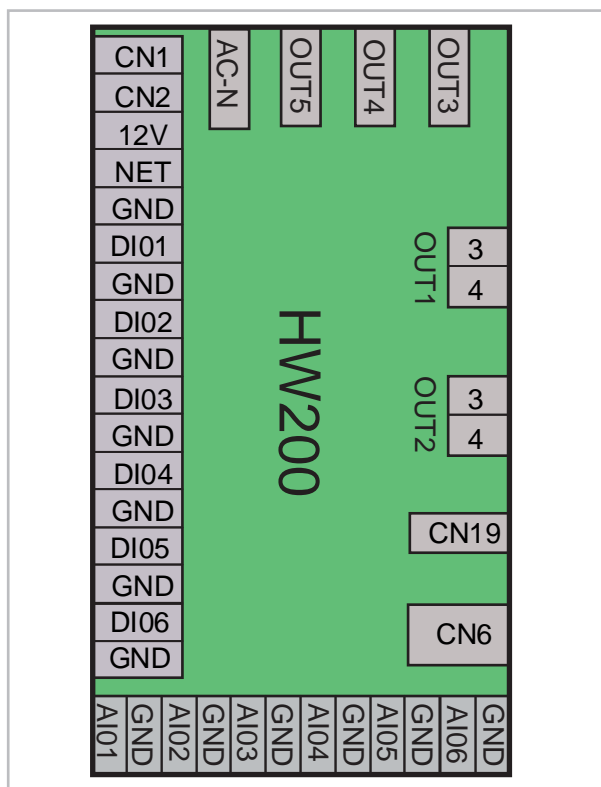 CN1
CN2
12V
NET
GND
DI01
GND
DI02
GND
DI03
GND
DI04
GND
DI05
GND
DI06
GND
AC-N
OUT5
OUT4
OUT3
OUT1
3
4
HW200
OUT2
3
4
CN19
CN6
AI01
GND
AI02
GND
AI03
GND
AI04
GND
AI05
GND
AI06
GND